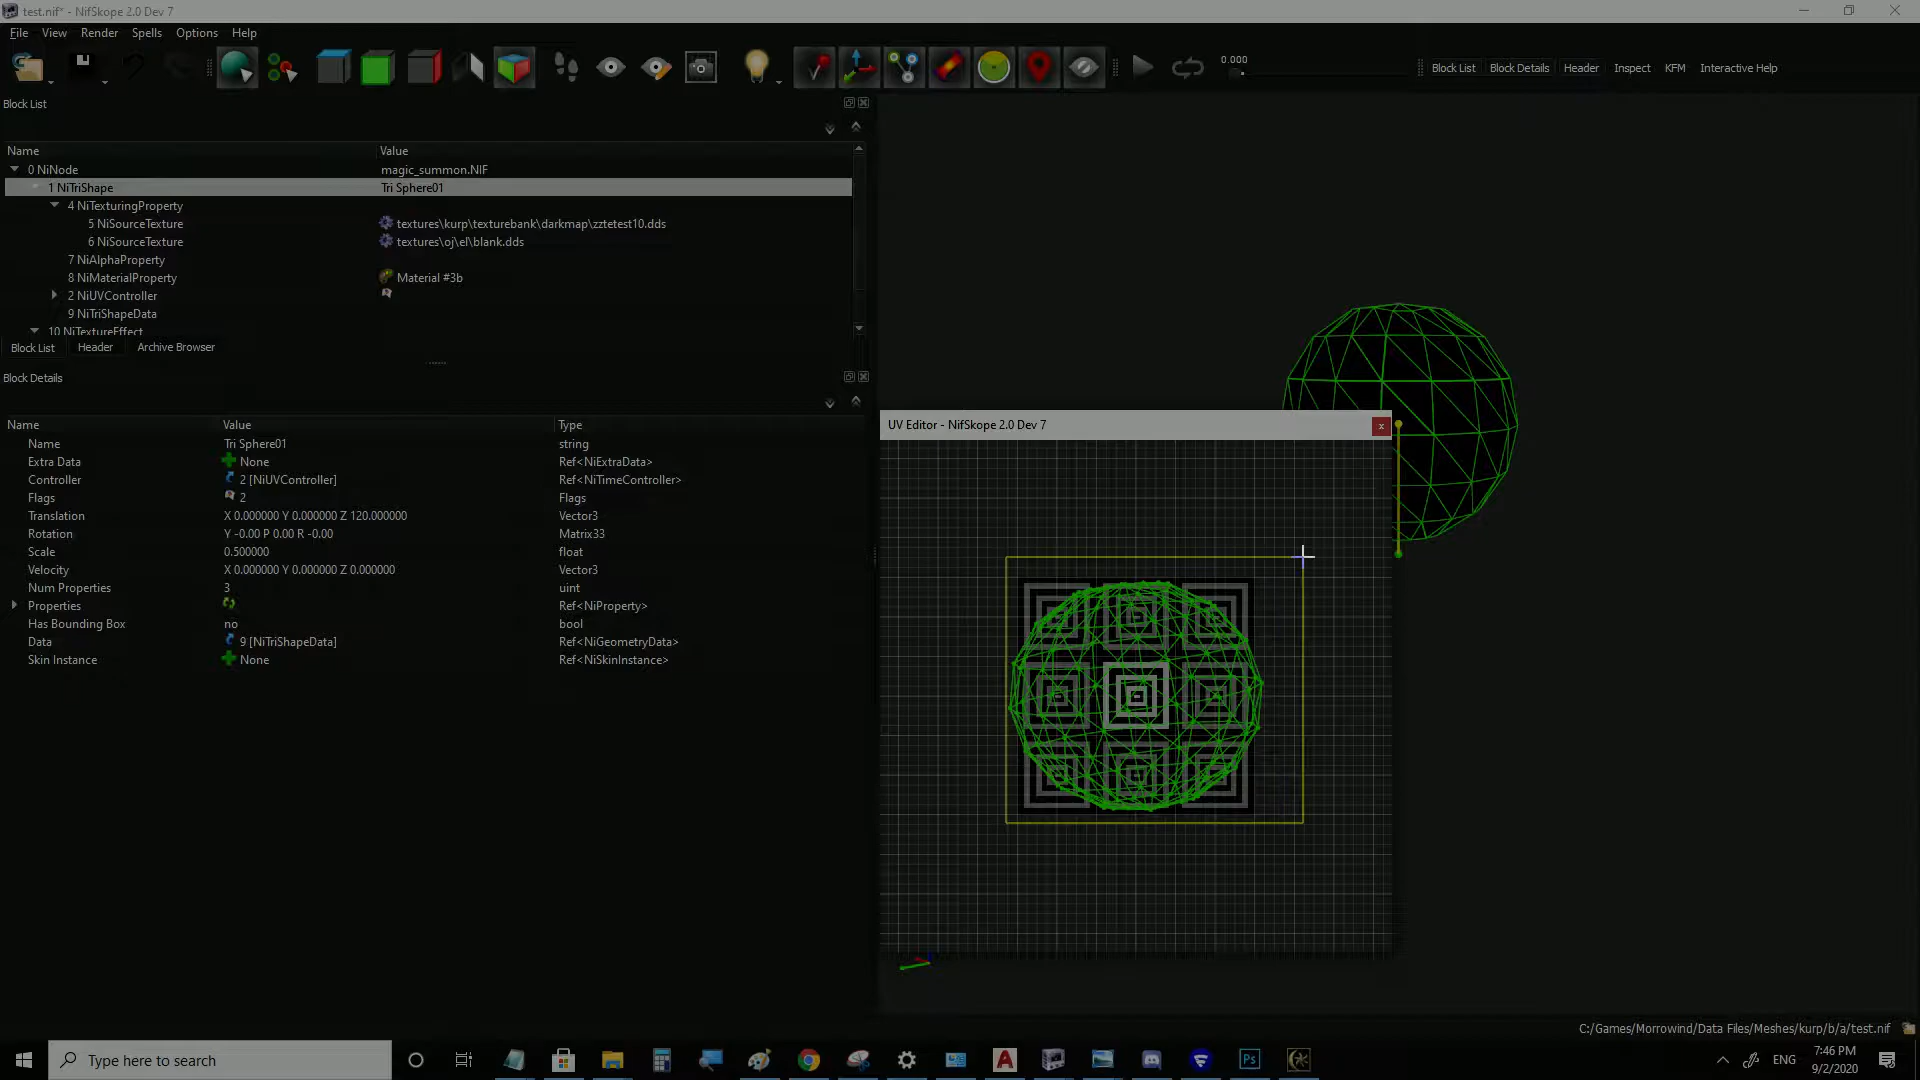 test.nif* - NifSkope 2.0 Dev 7
File View Render Spells Options Help
0.000
Block List Block Details Header Inspect KFM Interactive Help
Block List
Name Value
0 NiNode magic_summon.NIF
1 NiTriShape Tri Sphere01
4 NiTexturingProperty
5 NiSourceTexture textures\kurp\texturebank\darkmap\zztetest10.dds
6 NiSourceTexture textures\oj\el\blank.dds
7 NiAlphaProperty
8 NiMaterialProperty Material #3b
2 NiUVController
9 NiTriShapeData
10 NiTextureEffect
Block List Header Archive Browser
Block Details
Name Value Type
Name Tri Sphere01 string
Extra Data None Ref<NiExtraData>
Controller 2 [NiUVController] Ref<NiTimeController>
Flags 2 Flags
Translation X 0.000000 Y 0.000000 Z 120.000000 Vector3
Rotation Y -0.00 P 0.00 R -0.00 Matrix33
Scale 0.500000 float
Velocity X 0.000000 Y 0.000000 Z 0.000000 Vector3
Num Properties 3 uint
Properties Ref<NiProperty>
Has Bounding Box no bool
Data 9 [NiTriShapeData] Ref<NiGeometryData>
Skin Instance None Ref<NiSkinInstance>
UV Editor - NifSkope 2.0 Dev 7
C:/Games/Morrowind/Data Files/Meshes/kurp/b/a/test.nif
Type here to search
A
Ps
ENG
7:46 PM
9/2/2020